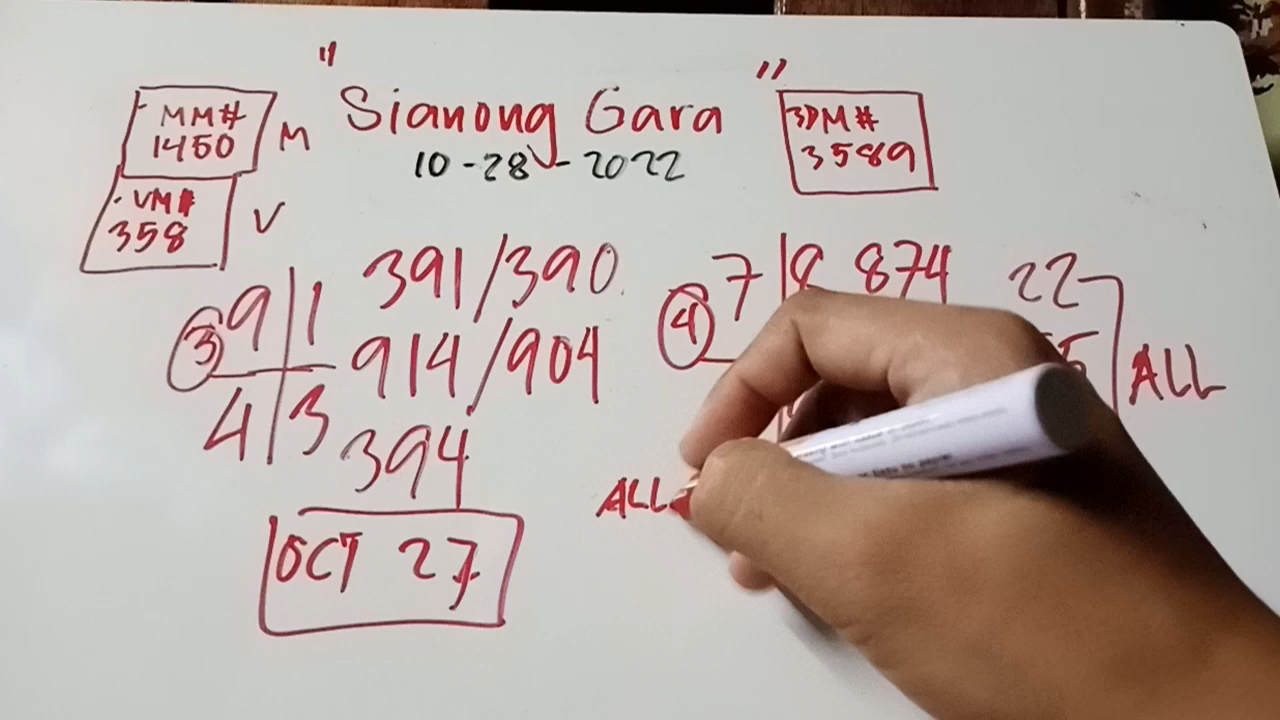 "Sianong Gara"
10-28-2022
MM#
1450
M
VM#
358
V
3DM#
3589
3
9 1
4 3
391/390
914/904
394
OCT 27
4
7 8
874
22
ALL
ALL